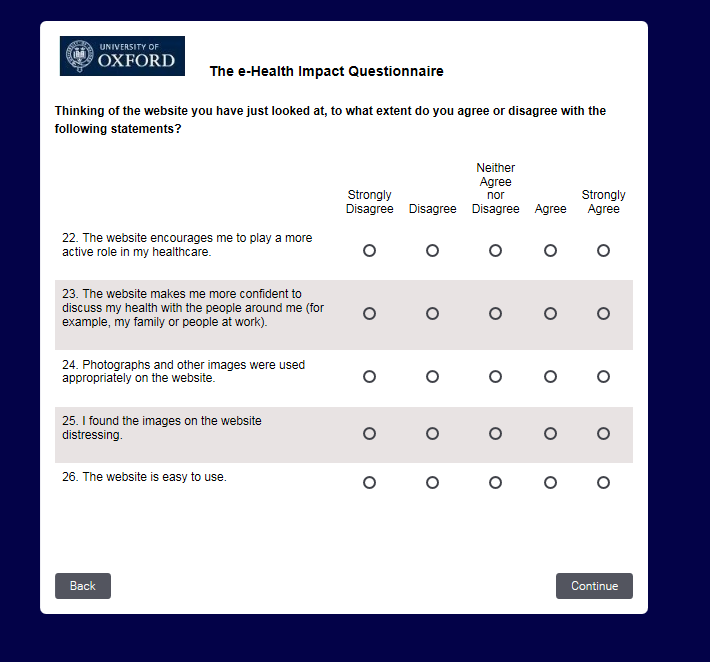 UNIVERSITY OF
OXFORD
The e-Health Impact Questionnaire
Thinking of the website you have just looked at, to what extent do you agree or disagree with the
following statements?
Strongly
Disagree
Disagree
Neither
Agree
nor
Disagree
Agree
Strongly
Agree
22. The website encourages me to play a more
active role in my healthcare.
23. The website makes me more confident to
discuss my health with the people around me (for
example, my family or people at work).
24. Photographs and other images were used
appropriately on the website.
25. I found the images on the website
distressing.
26. The website is easy to use.
Back
Continue